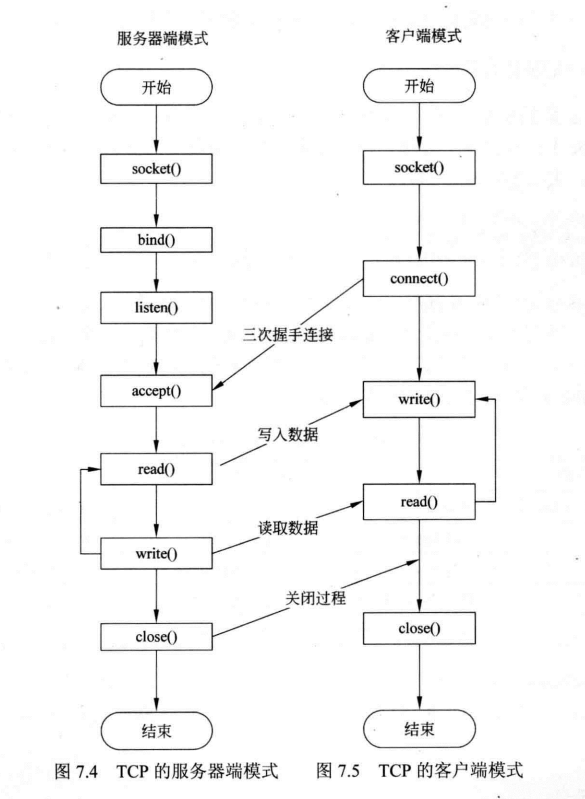 服务器端模式
开始
socket()
bind()
listen()
accept()
read()
write()
close()
结束
图 7.4 TCP 的服务器端模式
客户端模式
开始
socket()
connect()
三次握手连接
write()
写入数据
read()
读取数据
关闭过程
close()
结束
图 7.5 TCP 的客户端模式